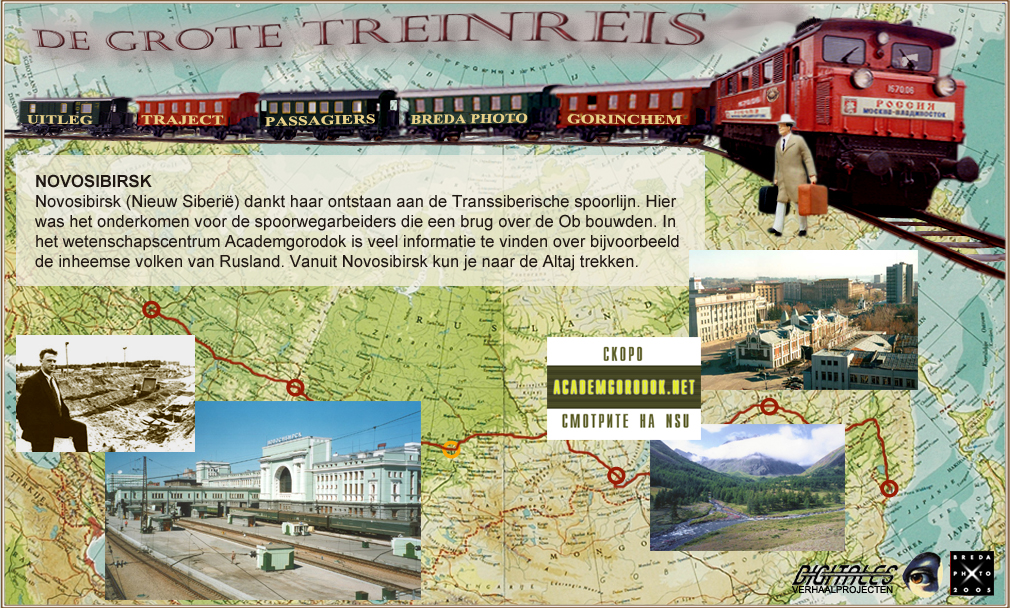 DE GROTE TREINREIS
UITLEG
TRAJECT
PASSAGIERS
BREDA PHOTO
GORINCHEM
1670.06
РОССИЯ
МОСКВА-ВЛАДИВОСТОК
NOVOSIBIRSK
Novosibirsk (Nieuw Siberië) dankt haar ontstaan aan de Transsiberische spoorlijn. Hier
was het onderkomen voor de spoorwegarbeiders die een brug over de Ob bouwden. In
het wetenschapscentrum Academgorodok is veel informatie te vinden over bijvoorbeeld
de inheemse volken van Rusland. Vanuit Novosibirsk kun je naar de Altaj trekken.
RUSLAND
СКОРО
ACADEMGORODOK.NET
СМОТРИТЕ НА NSU
DIGITALES
VERHAALPROJECTEN
BREDA
PHOTO
2005